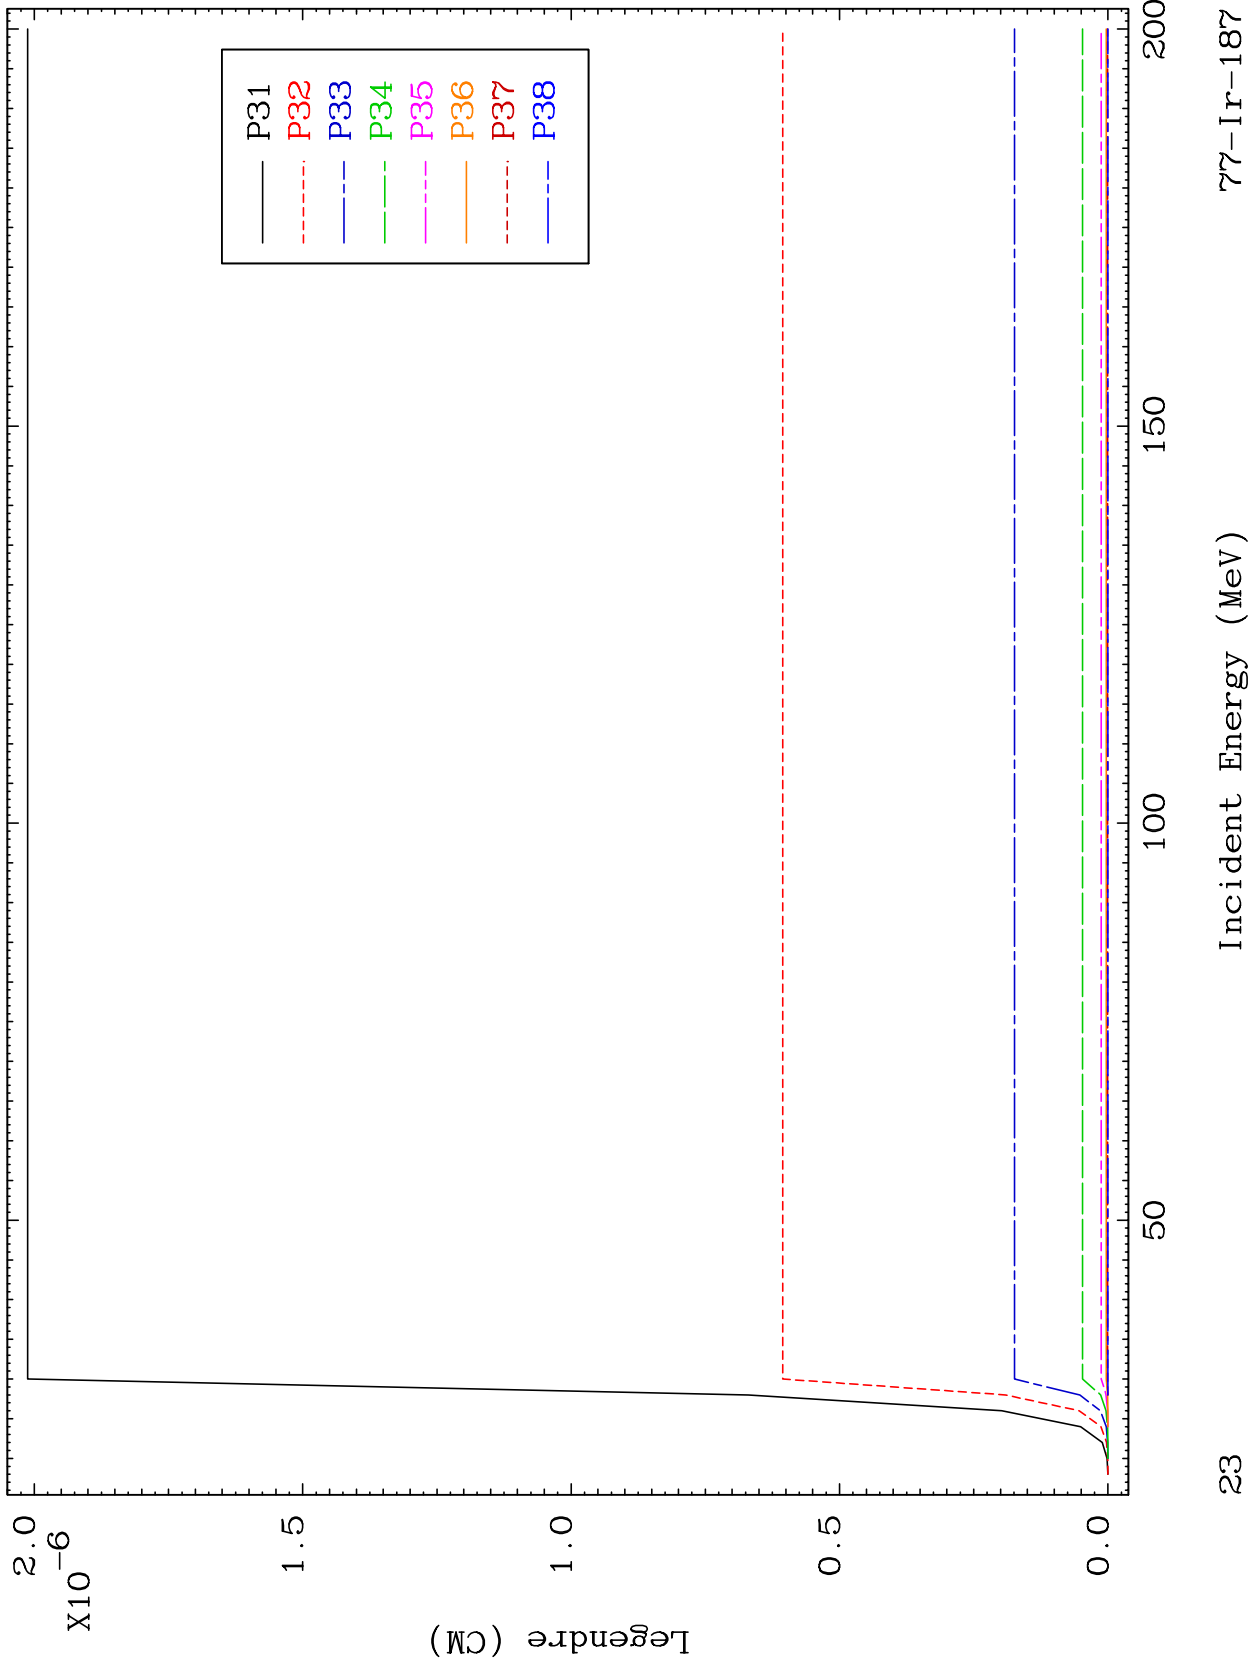 2.0
X10-6
1.5
1.0
0.5
0.0
Legendre (CM)
P31
P32
P33
P34
P35
P36
P37
P38
50
100
150
200
23
Incident Energy (MeV)
77-Ir-187